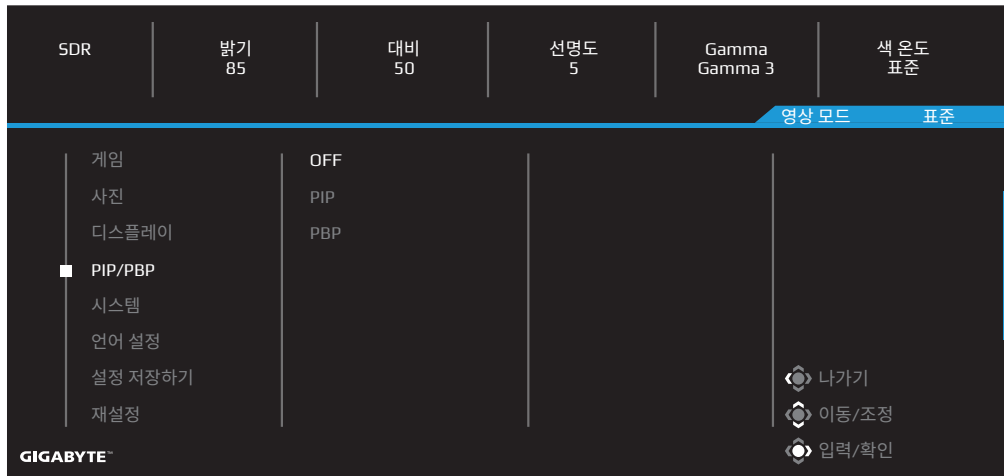 SDR 밝기 대비 선명도 Gamma 색 온도
85 50 5 Gamma 3 표준
영상 모드 표준
게임 OFF
사진 PIP
디스플레이 PBP
PIP/PBP
시스템
언어 설정
설정 저장하기 나가기
재설정 이동/조정
GIGABYTE™ 입력/확인